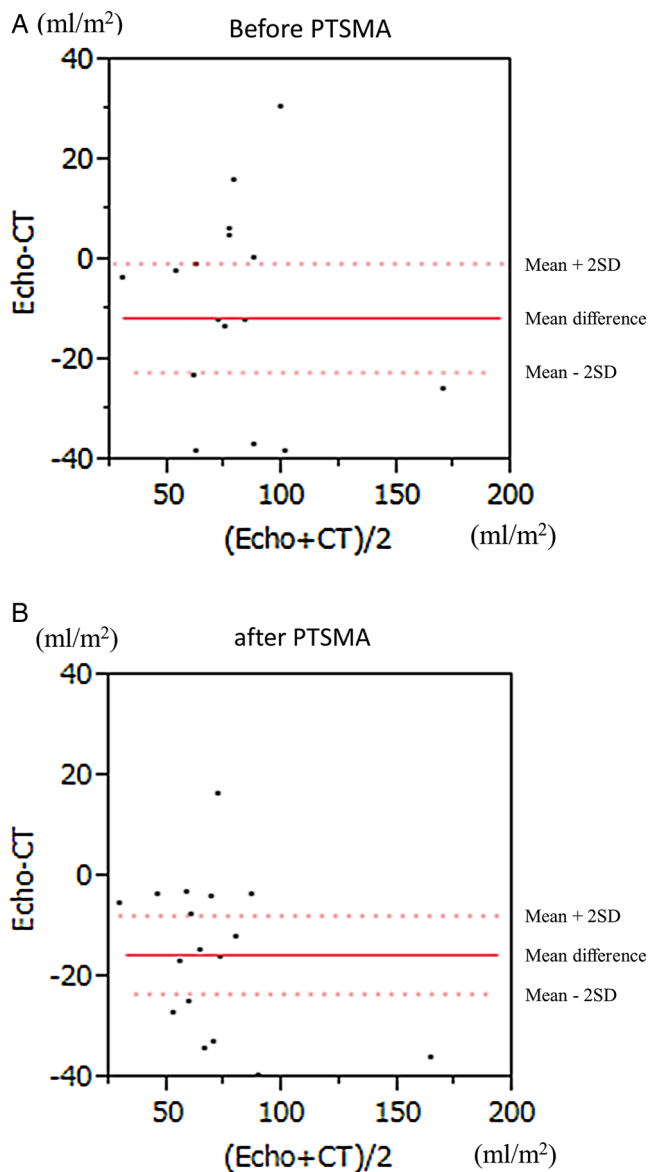 A (ml/m²) Before PTSMA
40
20
0
-20
-40
Echo-CT
Mean + 2SD
Mean difference
Mean - 2SD
50 100 150 200
(Echo+CT)/2 (ml/m²)
B
(ml/m²) after PTSMA
40
20
0
-20
-40
Echo-CT
Mean + 2SD
Mean difference
Mean - 2SD
50 100 150 200
(Echo+CT)/2 (ml/m²)